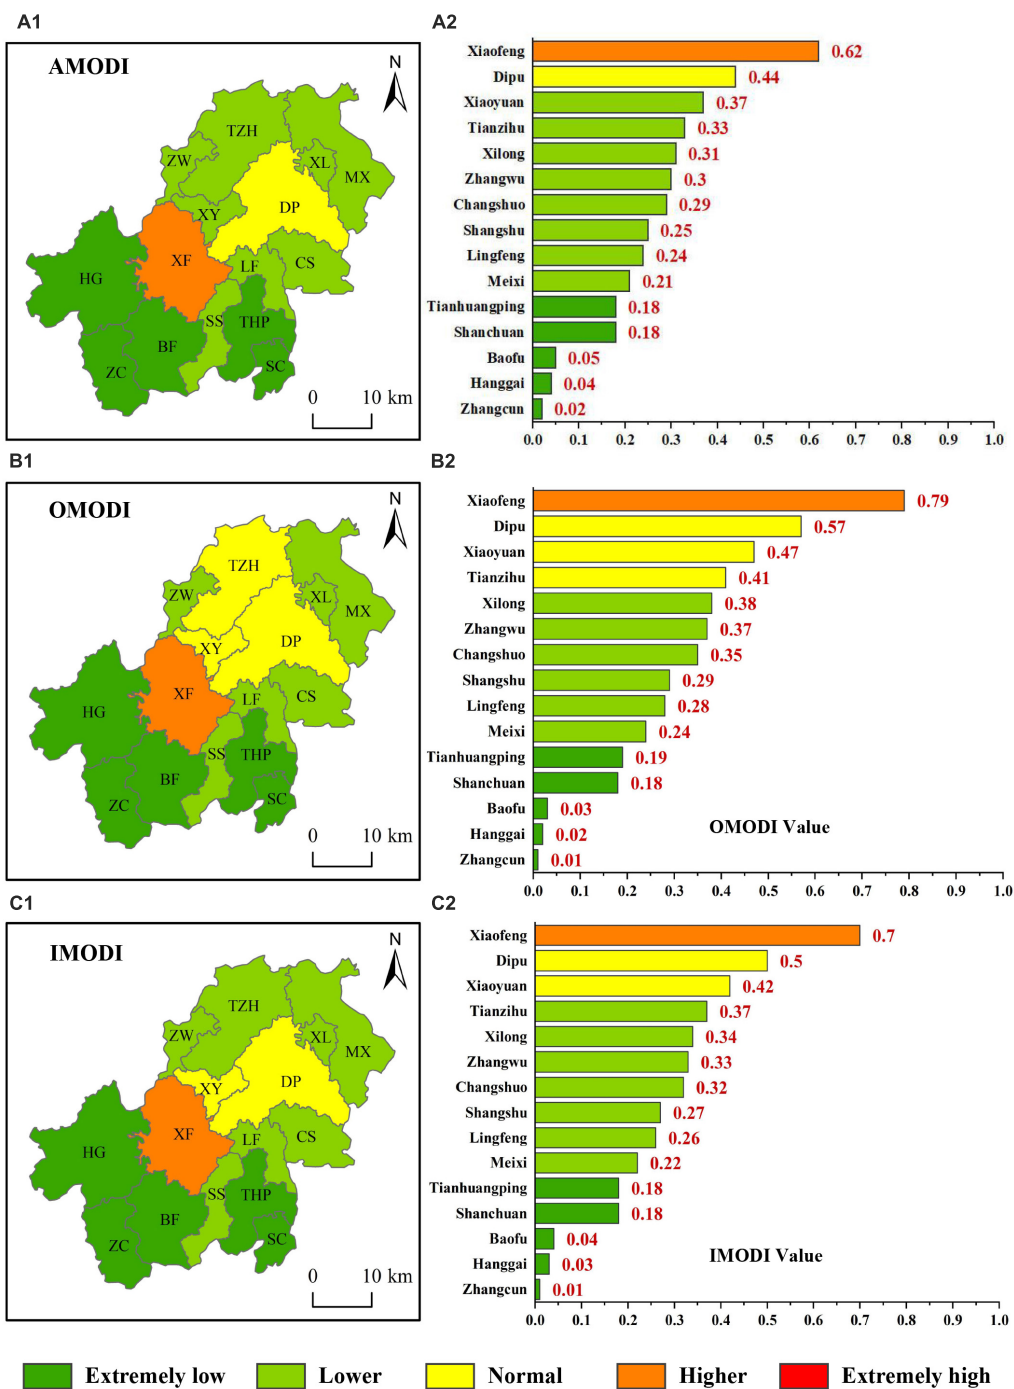 A1
AMODI
N
TZH
ZW
XL
MX
XY
DP
XF
LF
CS
HG
SS
THP
BF
ZC
SC
0 10 km
A2
Xiaofeng 0.62
Dipu 0.44
Xiaoyuan 0.37
Tianzihu 0.33
Xilong 0.31
Zhangwu 0.3
Changshuo 0.29
Shangshu 0.25
Lingfeng 0.24
Meixi 0.21
Tianhuangping 0.18
Shanchuan 0.18
Baofu 0.05
Hanggai 0.04
Zhangcun 0.02
0.0 0.1 0.2 0.3 0.4 0.5 0.6 0.7 0.8 0.9 1.0
B1
OMODI
N
TZH
ZW
XL
MX
XY
DP
XF
LF
CS
HG
SS
THP
BF
ZC
SC
0 10 km
B2
Xiaofeng 0.79
Dipu 0.57
Xiaoyuan 0.47
Tianzihu 0.41
Xilong 0.38
Zhangwu 0.37
Changshuo 0.35
Shangshu 0.29
Lingfeng 0.28
Meixi 0.24
Tianhuangping 0.19
Shanchuan 0.18
Baofu 0.03
Hanggai 0.02
Zhangcun 0.01
OMODI Value
0.0 0.1 0.2 0.3 0.4 0.5 0.6 0.7 0.8 0.9 1.0
C1
IMODI
N
TZH
ZW
XL
MX
XY
DP
XF
LF
CS
HG
SS
THP
BF
ZC
SC
0 10 km
C2
Xiaofeng 0.7
Dipu 0.5
Xiaoyuan 0.42
Tianzihu 0.37
Xilong 0.34
Zhangwu 0.33
Changshuo 0.32
Shangshu 0.27
Lingfeng 0.26
Meixi 0.22
Tianhuangping 0.18
Shanchuan 0.18
Baofu 0.04
Hanggai 0.03
Zhangcun 0.01
IMODI Value
0.0 0.1 0.2 0.3 0.4 0.5 0.6 0.7 0.8 0.9 1.0
Extremely low Lower Normal Higher Extremely high